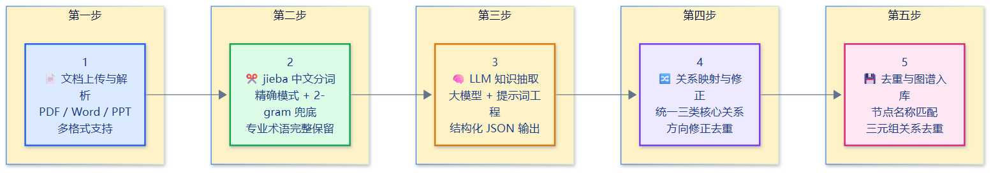 第一步
1
📄 文档上传与解
析
PDF / Word / PPT
多格式支持
第二步
2
✂️ jieba 中文分词
精确模式 + 2-
gram 兜底
专业术语完整保留
第三步
3
🧠 LLM 知识抽取
大模型 + 提示词工
程
结构化 JSON 输出
第四步
4
🔀 关系映射与修
正
统一三类核心关系
方向修正去重
第五步
5
💾 去重与图谱入
库
节点名称匹配
三元组关系去重